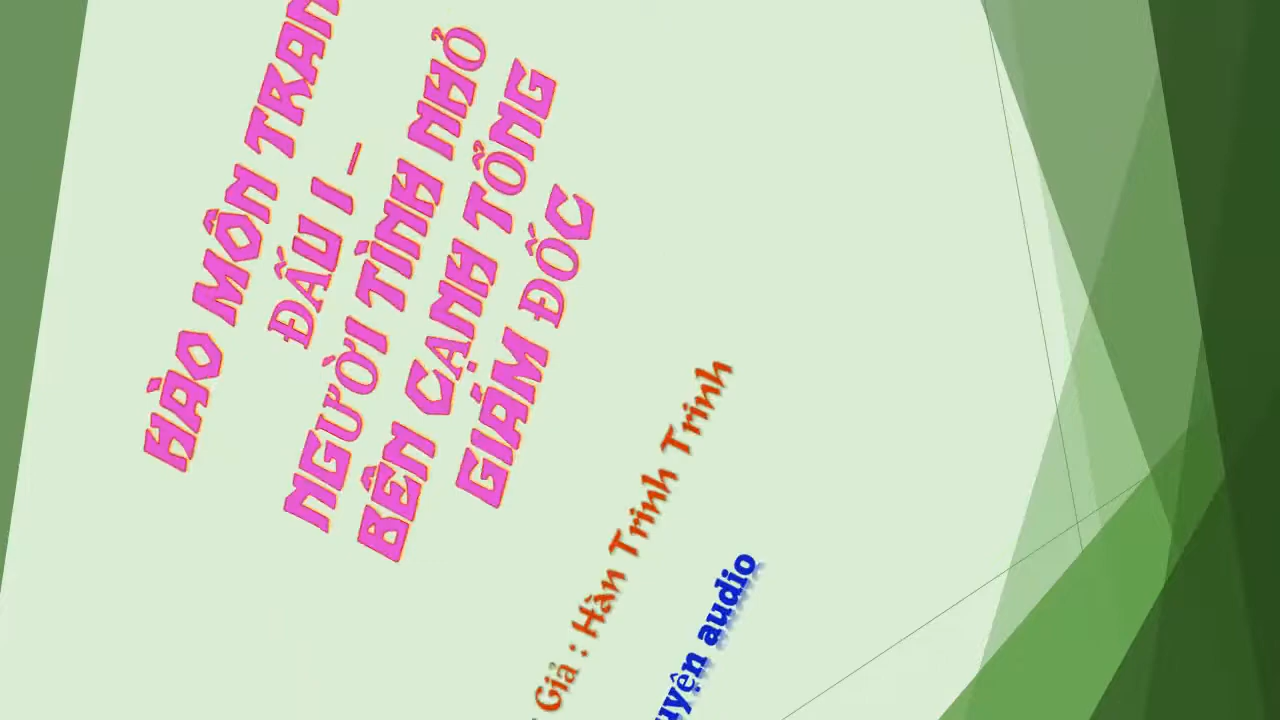 HÀO MÔN TRAN
ĐẤU I –
NGƯỜI TÌNH NHỎ
BÊN CẠNH TỔNG
GIÁM ĐỐC
Giả : Hàn Trinh Trinh
uyện audio